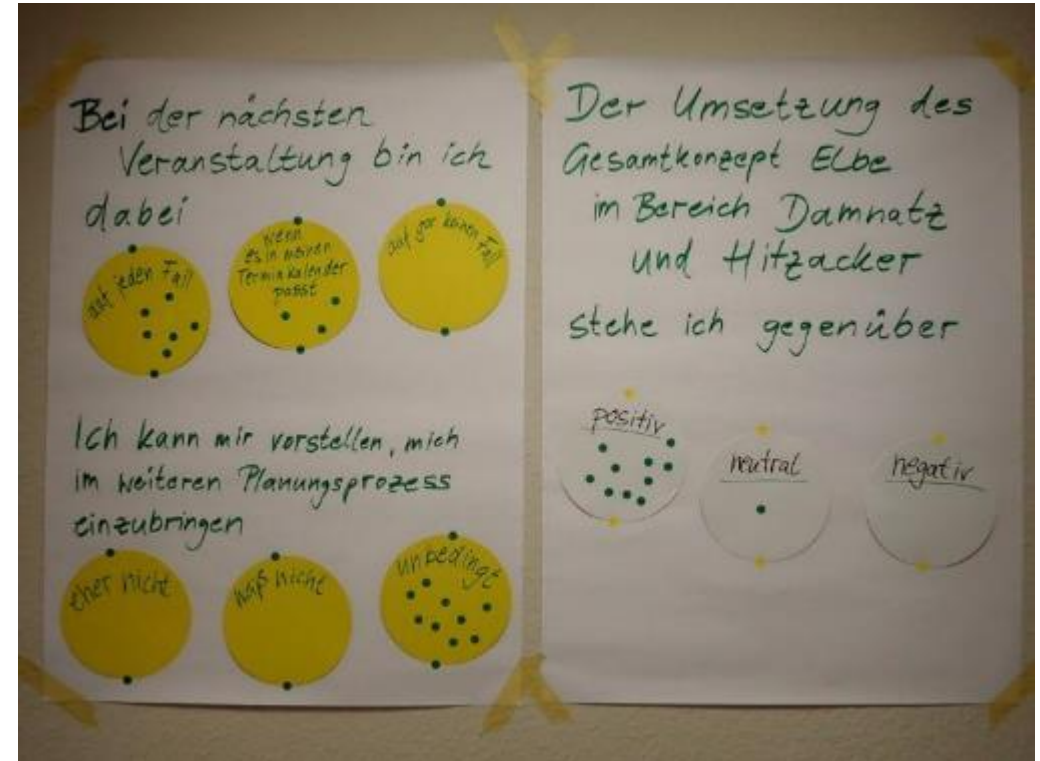 Bei der nächsten
Veranstaltung bin ich
dabei
auf jeden Fall
wenn
es in meinen
Terminkalender
passt
auf gar keinen Fall
Ich kann mir vorstellen, mich
im weiteren Planungsprozess
einzubringen
eher nicht
weiß nicht
unbedingt
Der Umsetzung des
Gesamtkonzept Elbe
im Bereich Damnatz
und Hitzacker
stehe ich gegenüber
positiv
neutral
negativ